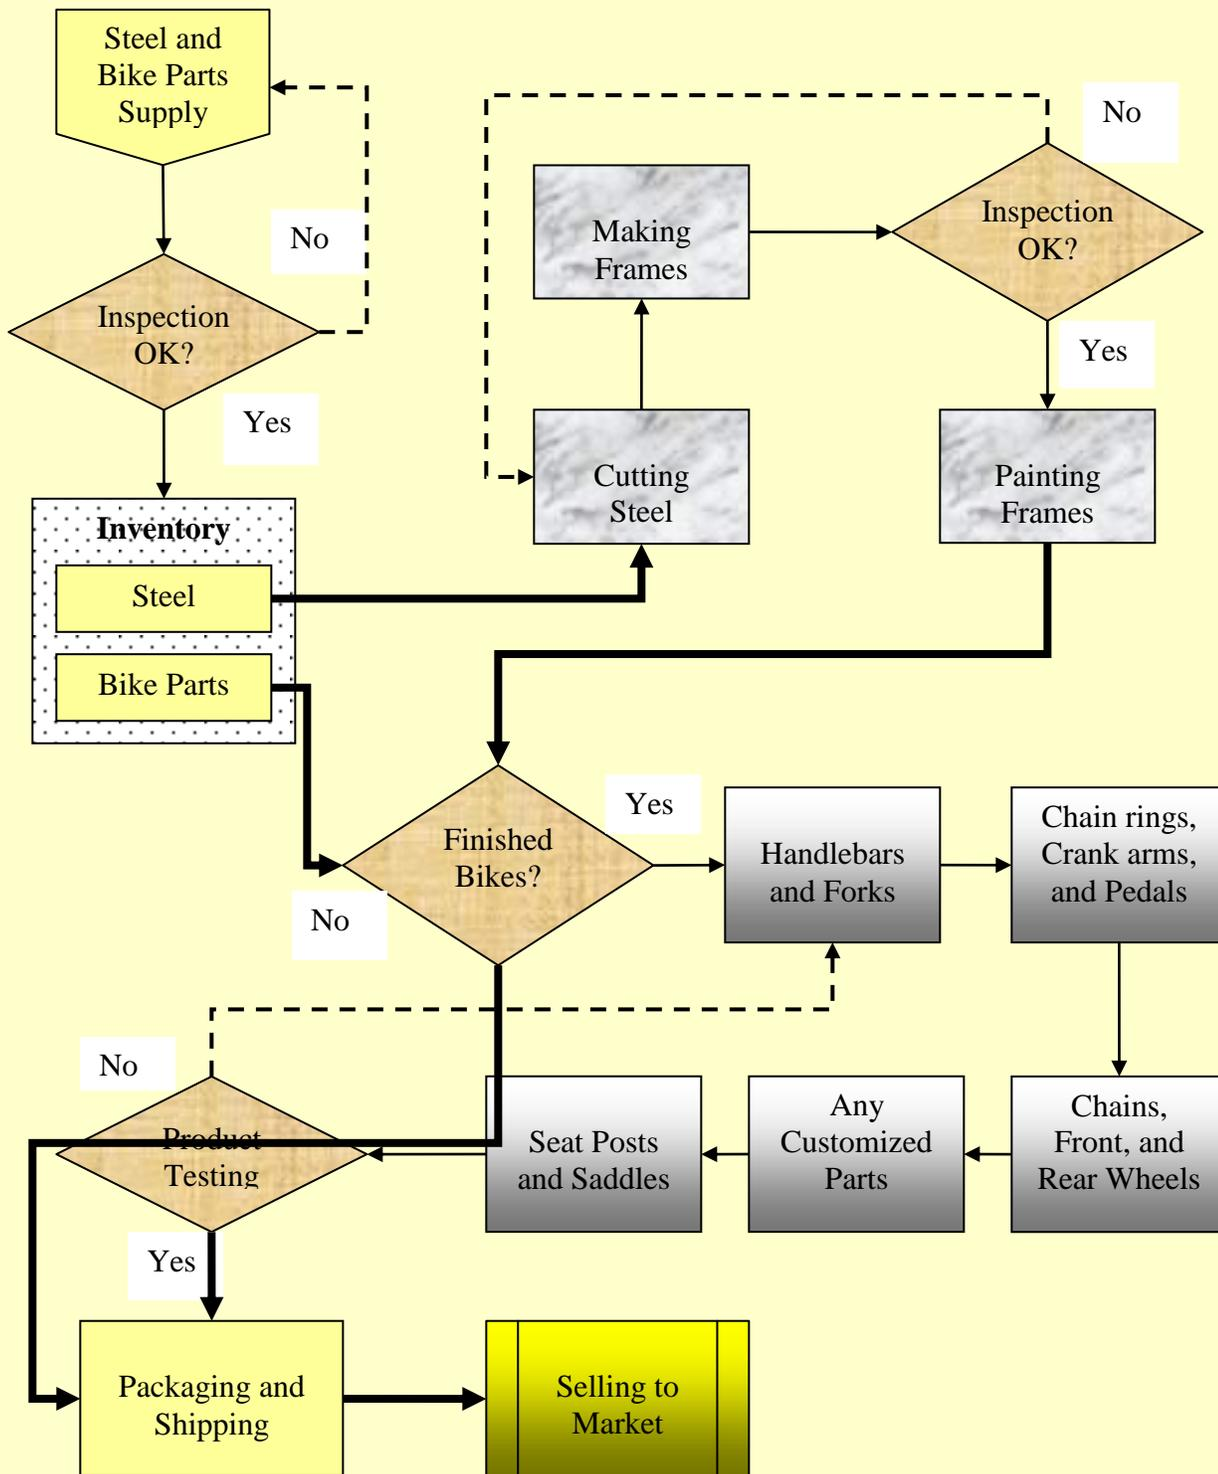 Steel and
Bike Parts
Supply
No
Inspection
OK?
Yes
Inventory
Steel
Bike Parts
Making
Frames
Inspection
OK?
No
Yes
Cutting
Steel
Painting
Frames
Finished
Bikes?
Yes
No
Handlebars
and Forks
Chain rings,
Crank arms,
and Pedals
Chains,
Front, and
Rear Wheels
Any
Customized
Parts
Seat Posts
and Saddles
No
Product
Testing
Yes
Packaging and
Shipping
Selling to
Market